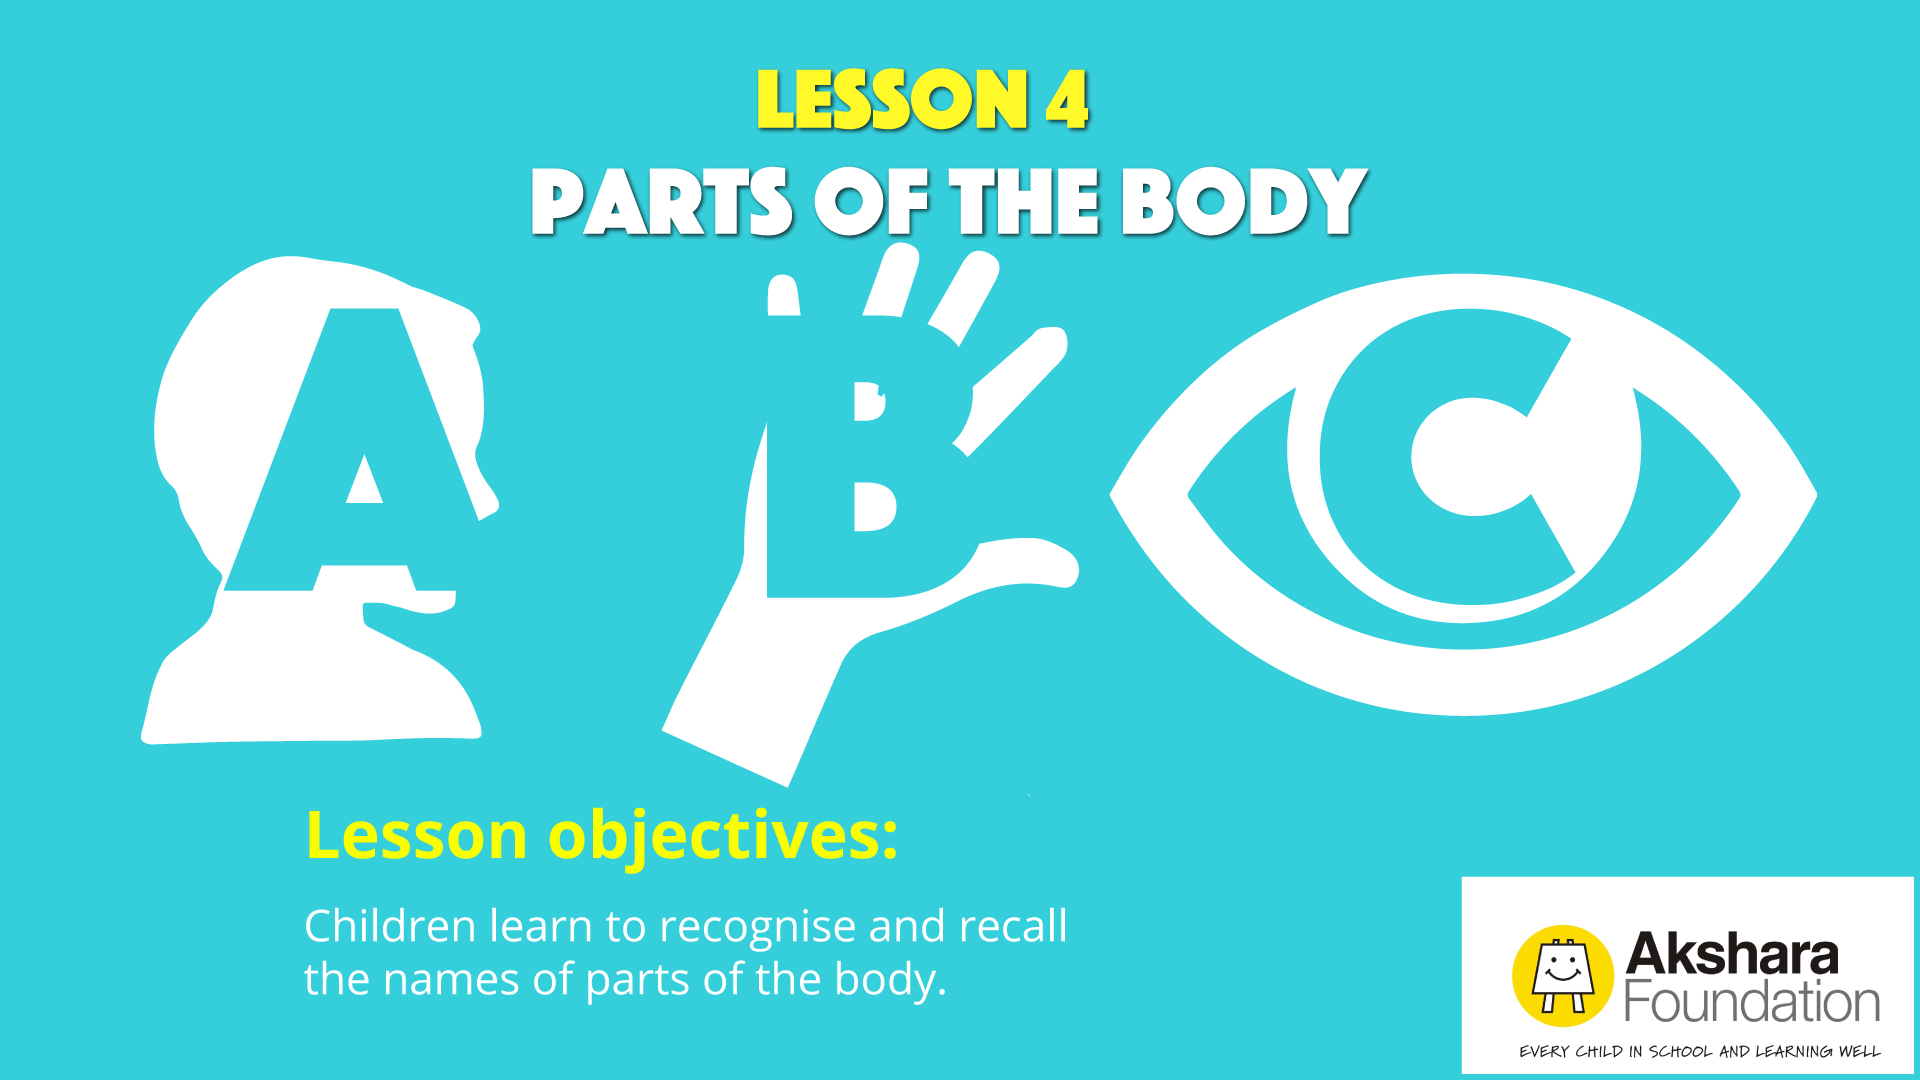 LESSON 4
PARTS OF THE BODY
A B C
Lesson objectives:
Children learn to recognise and recall
the names of parts of the body.
Akshara
Foundation
EVERY CHILD IN SCHOOL AND LEARNING WELL